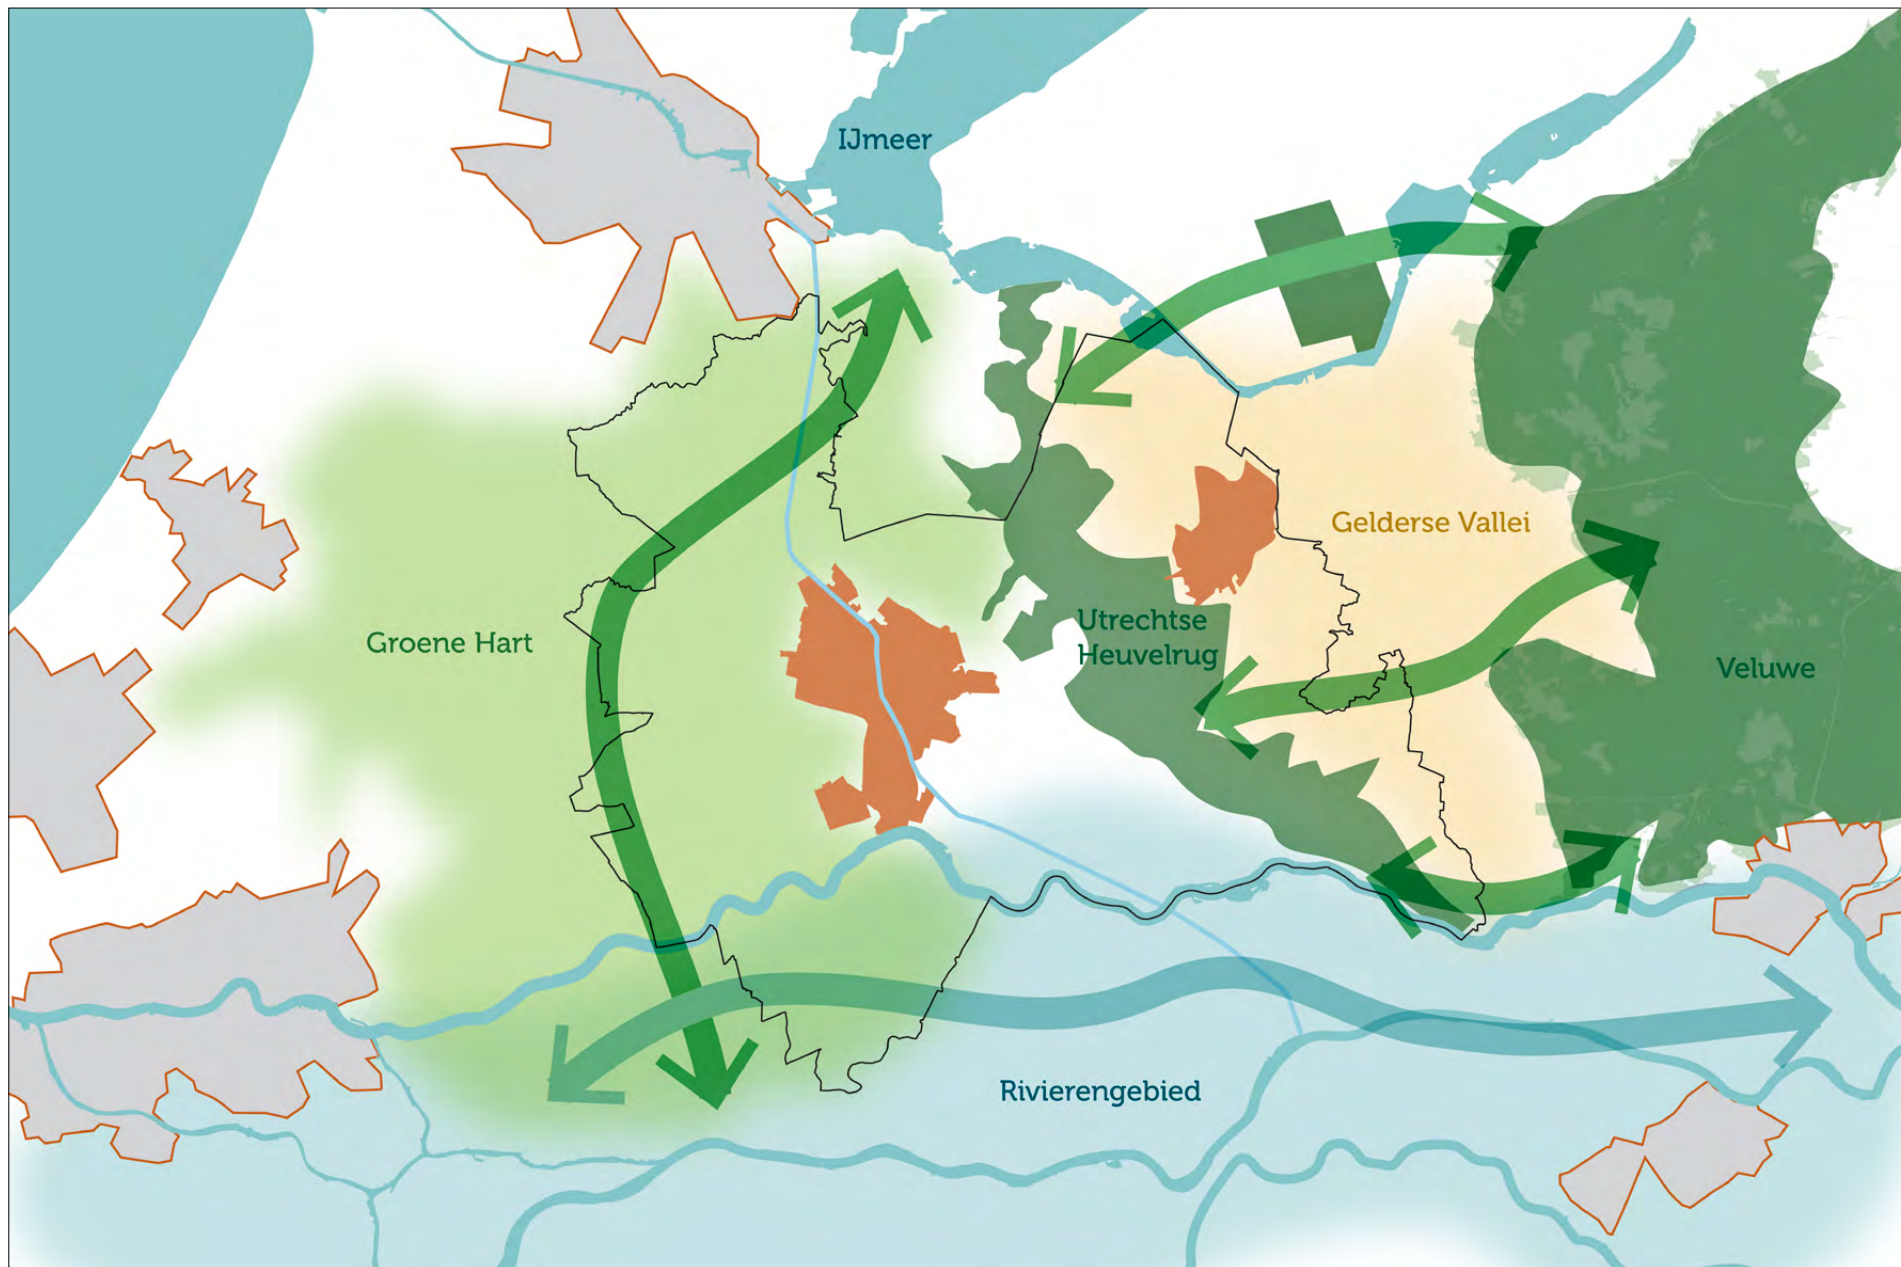 IJmeer
Gelderse Vallei
Utrechtse
Heuvelrug
Groene Hart
Veluwe
Rivierengebied